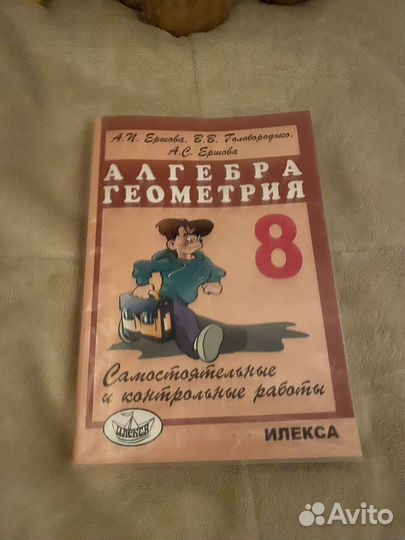 А.П. Ершова, В.В. Голобородько,
А.С. Ершова
АЛГЕБРА
ГЕОМЕТРИЯ
8
Самостоятельные
и контрольные работы
ИЛЕКСА
ИЛЕКСА
Avito